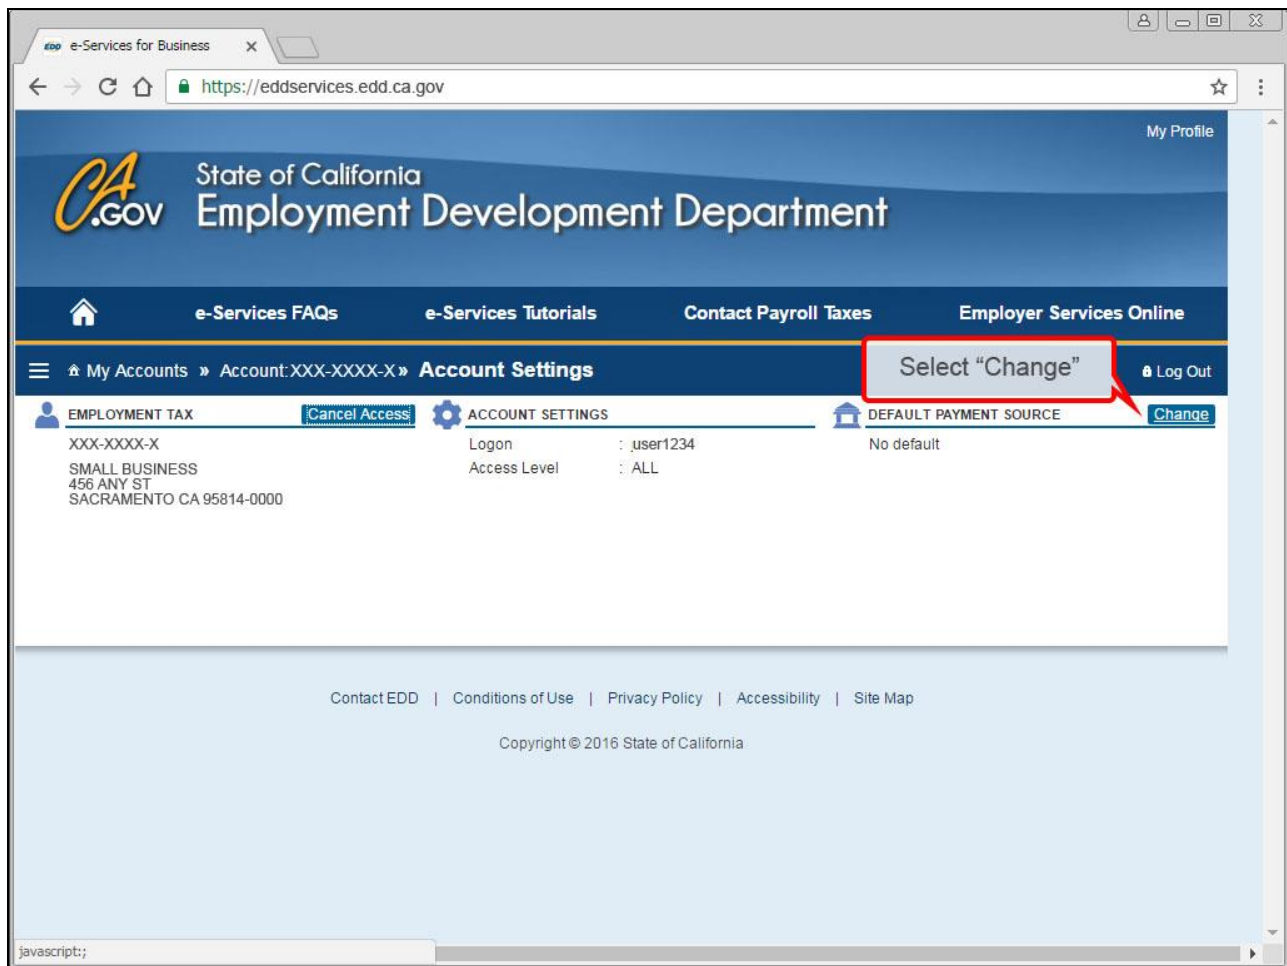 EDD e-Services for Business
https://eddservices.edd.ca.gov
My Profile
CA.GOV
State of California
Employment Development Department
e-Services FAQs e-Services Tutorials Contact Payroll Taxes Employer Services Online
My Accounts » Account:XXX-XXXX-X» Account Settings
Select “Change”
Log Out
EMPLOYMENT TAX Cancel Access
XXX-XXXX-X
SMALL BUSINESS
456 ANY ST
SACRAMENTO CA 95814-0000
ACCOUNT SETTINGS
Logon : user1234
Access Level : ALL
DEFAULT PAYMENT SOURCE Change
No default
Contact EDD | Conditions of Use | Privacy Policy | Accessibility | Site Map
Copyright © 2016 State of California
javascript:;